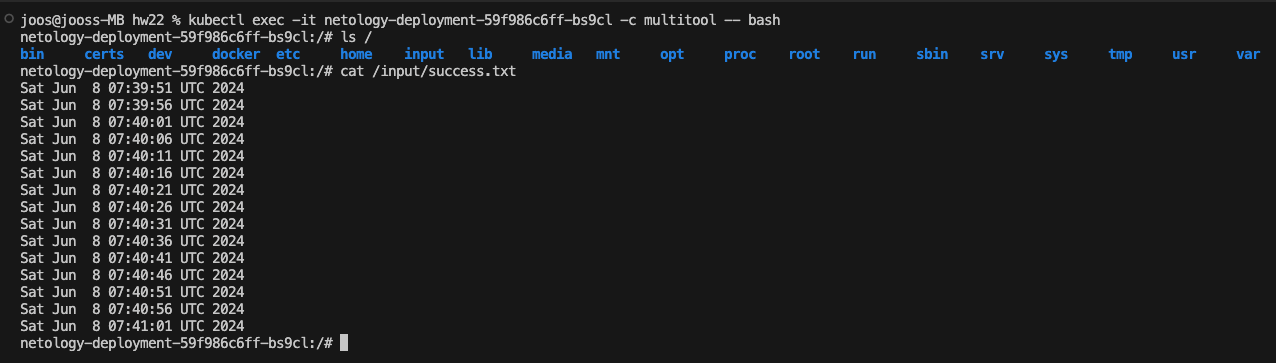 joos@jooss-MB hw22 % kubectl exec -it netology-deployment-59f986c6ff-bs9cl -c multitool -- bash
netology-deployment-59f986c6ff-bs9cl:/# ls /
bin     certs   dev     docker  etc     home    input   lib     media   mnt     opt     proc    root    run     sbin    srv     sys     tmp     usr     var
netology-deployment-59f986c6ff-bs9cl:/# cat /input/success.txt
Sat Jun  8 07:39:51 UTC 2024
Sat Jun  8 07:39:56 UTC 2024
Sat Jun  8 07:40:01 UTC 2024
Sat Jun  8 07:40:06 UTC 2024
Sat Jun  8 07:40:11 UTC 2024
Sat Jun  8 07:40:16 UTC 2024
Sat Jun  8 07:40:21 UTC 2024
Sat Jun  8 07:40:26 UTC 2024
Sat Jun  8 07:40:31 UTC 2024
Sat Jun  8 07:40:36 UTC 2024
Sat Jun  8 07:40:41 UTC 2024
Sat Jun  8 07:40:46 UTC 2024
Sat Jun  8 07:40:51 UTC 2024
Sat Jun  8 07:40:56 UTC 2024
Sat Jun  8 07:41:01 UTC 2024
netology-deployment-59f986c6ff-bs9cl:/#